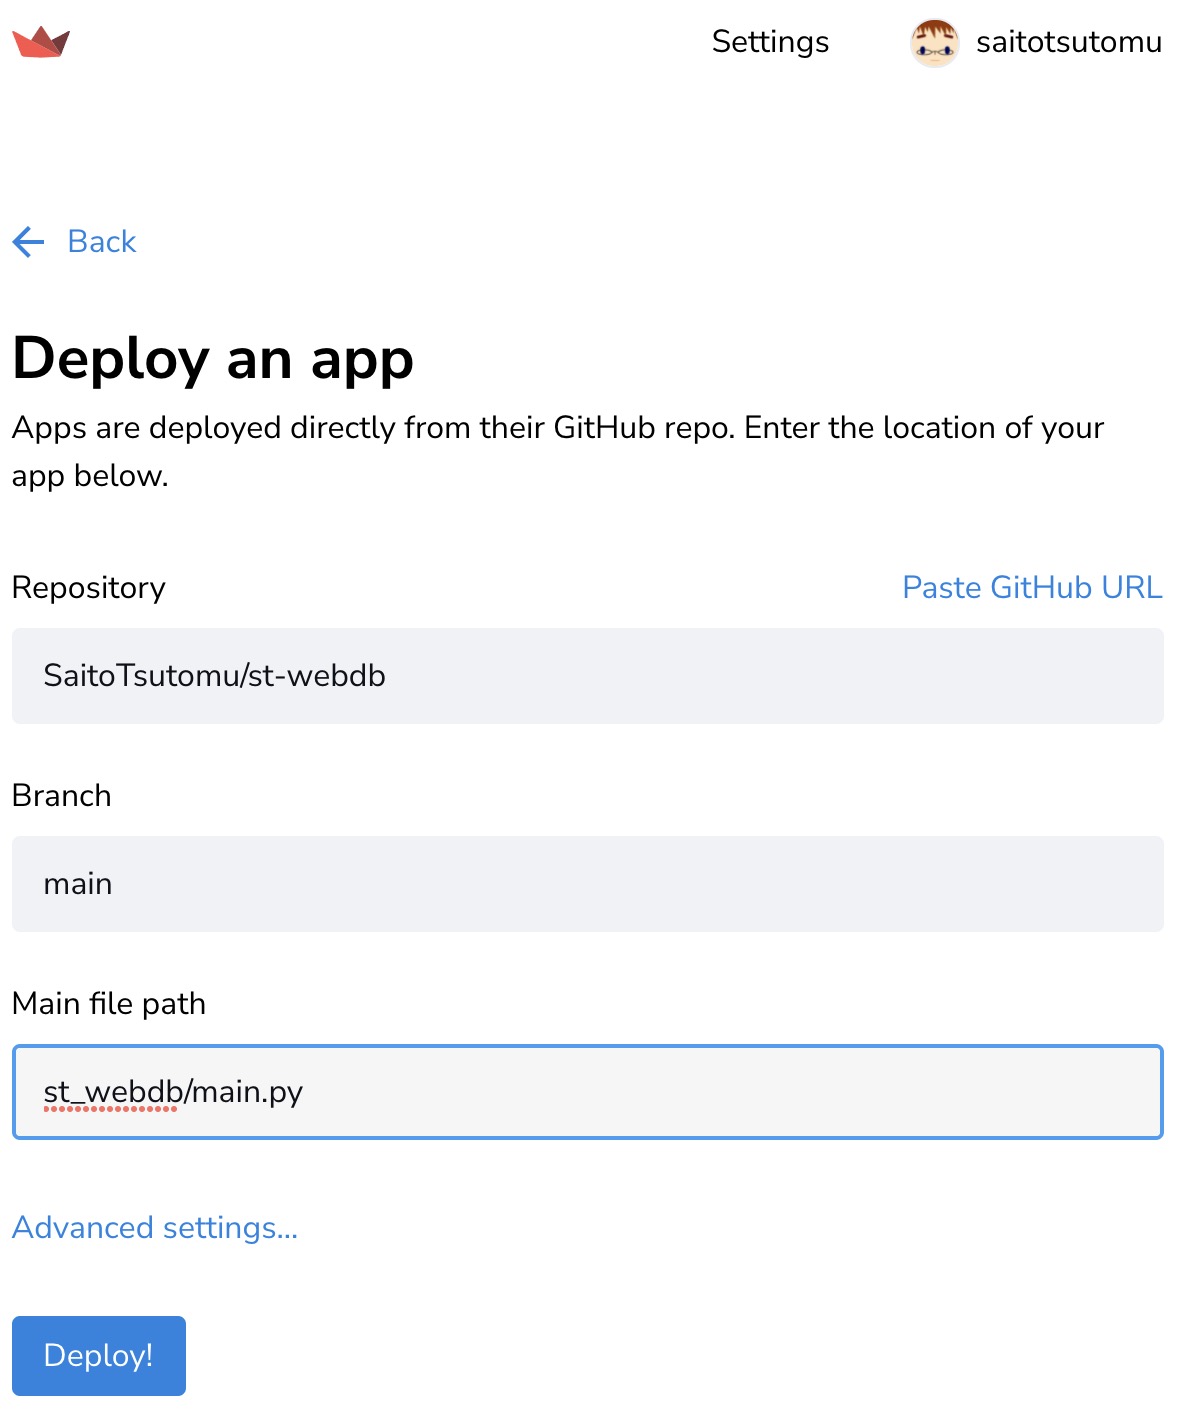 Settings
saitotsutomu
Back
Deploy an app
Apps are deployed directly from their GitHub repo. Enter the location of your
app below.
Repository
Paste GitHub URL
SaitoTsutomu/st-webdb
Branch
main
Main file path
st_webdb/main.py
Advanced settings...
Deploy!